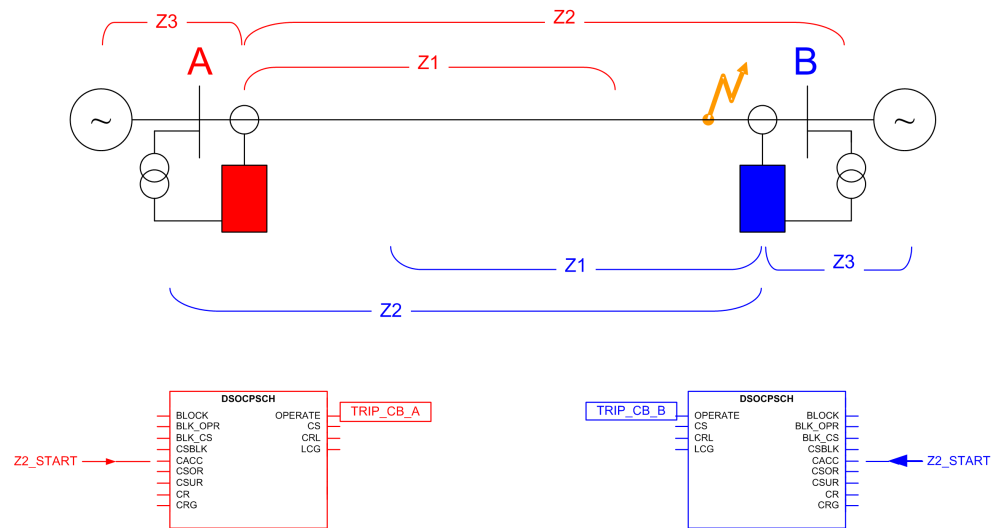 Z3
Z2
A
Z1
B
~
~
Z1
Z3
Z2
DSOCPSCH
BLOCK
OPERATE
TRIP_CB_A
BLK_OPR
CS
BLK_CS
CRL
CSBLK
LCG
Z2_START
CACC
CSOR
CSUR
CR
CRG
DSOCPSCH
TRIP_CB_B
OPERATE
BLOCK
CS
BLK_OPR
CRL
BLK_CS
LCG
CSBLK
CACC
Z2_START
CSOR
CSUR
CR
CRG